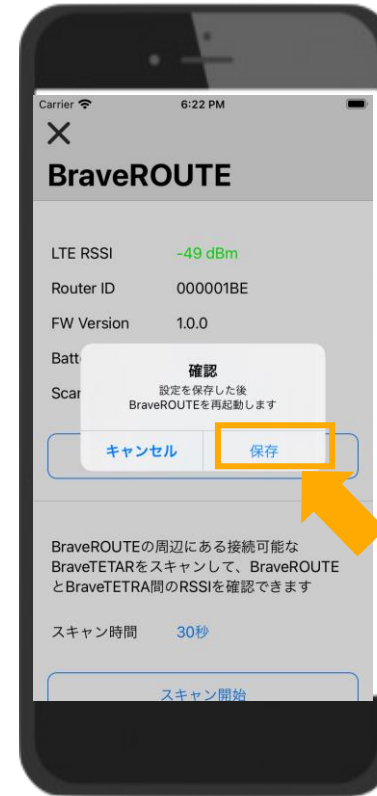 Carrier 6:22 PM
BraveROUTE
LTE RSSI -49 dBm
Router ID 000001BE
FW Version 1.0.0
確認
設定を保存した後
BraveROUTEを再起動します
キャンセル 保存
BraveROUTEの周辺にある接続可能な
BraveTETARをスキャンして、BraveROUTE
とBraveTETRA間のRSSIを確認できます
スキャン時間 30秒
スキャン開始